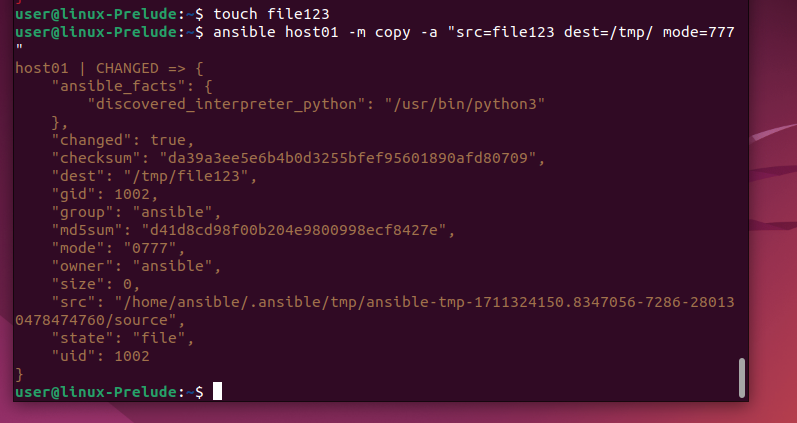 user@linux-Prelude:~$ touch file123
user@linux-Prelude:~$ ansible host01 -m copy -a "src=file123 dest=/tmp/ mode=777
"
host01 | CHANGED => {
    "ansible_facts": {
        "discovered_interpreter_python": "/usr/bin/python3"
    },
    "changed": true,
    "checksum": "da39a3ee5e6b4b0d3255bfef95601890afd80709",
    "dest": "/tmp/file123",
    "gid": 1002,
    "group": "ansible",
    "md5sum": "d41d8cd98f00b204e9800998ecf8427e",
    "mode": "0777",
    "owner": "ansible",
    "size": 0,
    "src": "/home/ansible/.ansible/tmp/ansible-tmp-1711324150.8347056-7286-28013
0478474760/source",
    "state": "file",
    "uid": 1002
}
user@linux-Prelude:~$